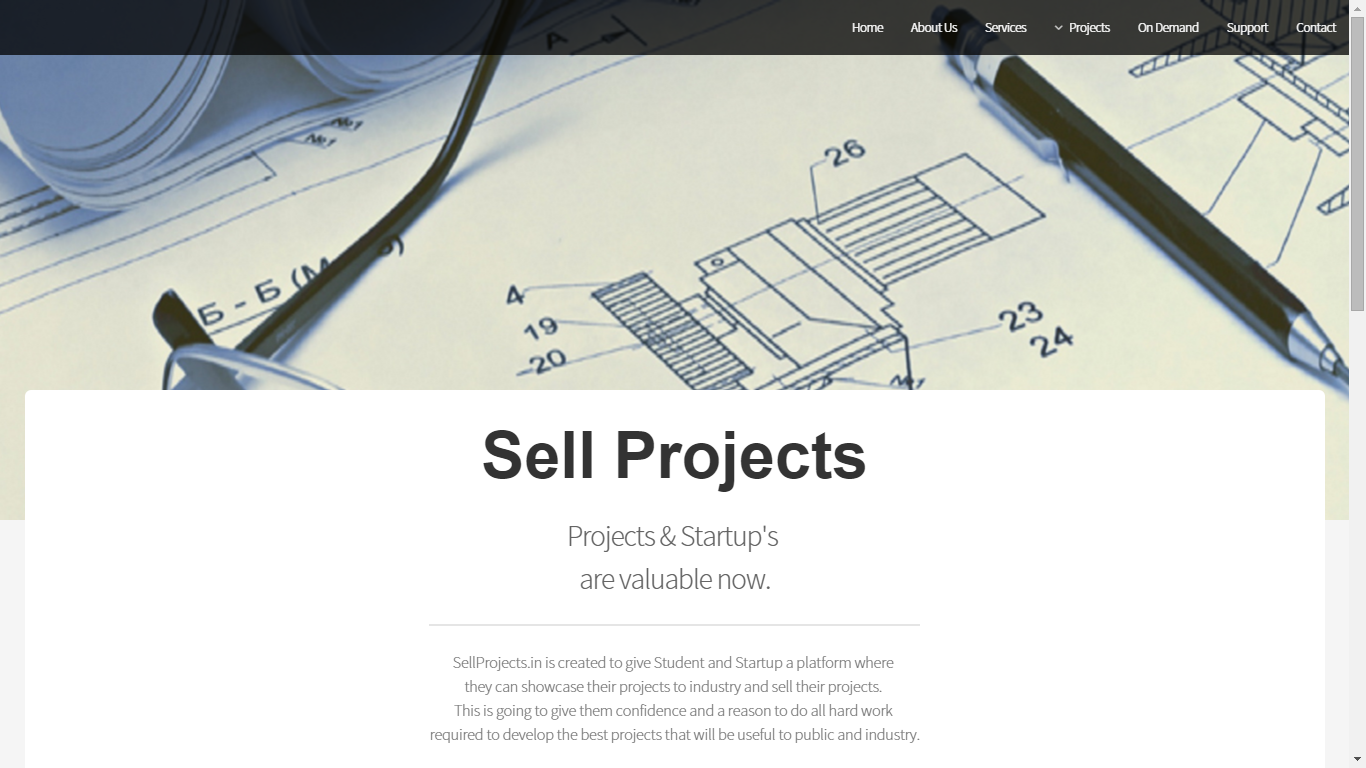 Home About Us Services Projects On Demand Support Contact
A
№1
№1
26
Б - Б (М
4
19
20
23
24
№1
Sell Projects
Projects & Startup's
are valuable now.
SellProjects.in is created to give Student and Startup a platform where
they can showcase their projects to industry and sell their projects.
This is going to give them confidence and a reason to do all hard work
required to develop the best projects that will be useful to public and industry.